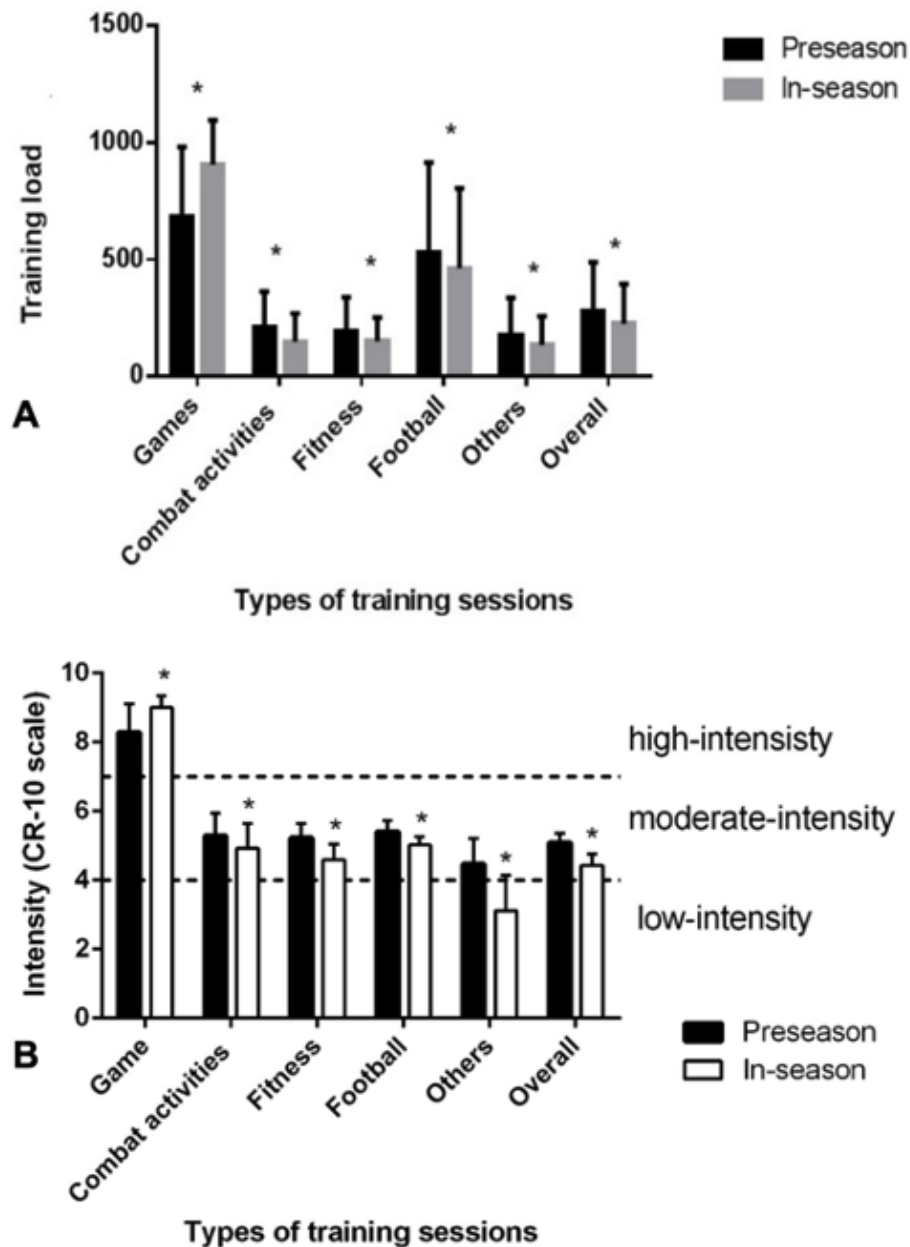 1500
1000
500
0
Training load
*
*
*
*
*
*
Preseason
In-season
A
Games
Combat activities
Fitness
Football
Others
Overall
Types of training sessions
10
8
6
4
2
0
Intensity (CR-10 scale)
*
*
*
*
*
*
high-intensisty
moderate-intensity
low-intensity
Preseason
In-season
B
Game
Combat activities
Fitness
Football
Others
Overall
Types of training sessions